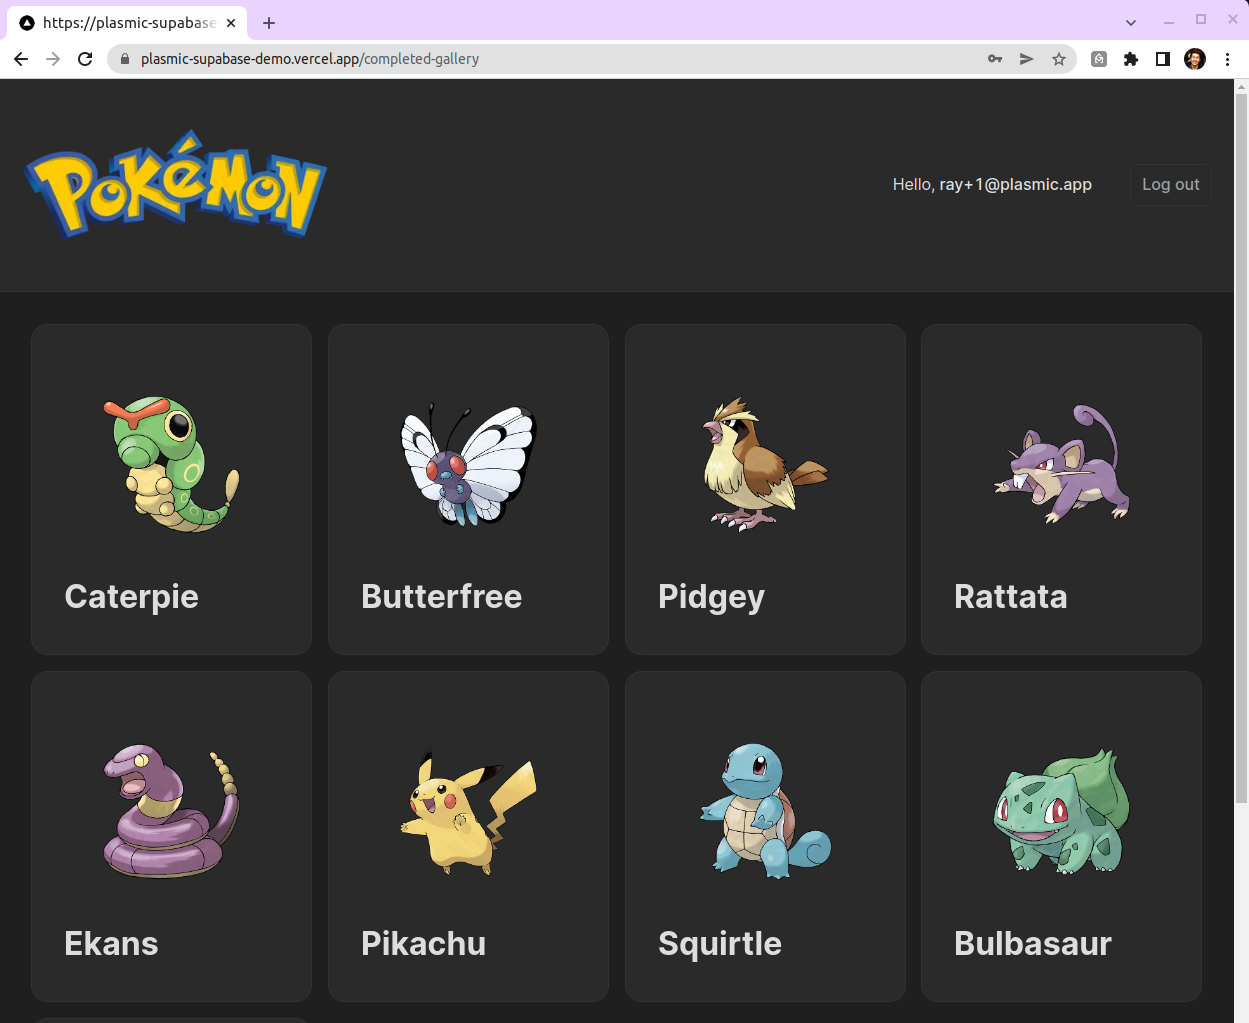 https://plasmic-supabase
plasmic-supabase-demo.vercel.app/completed-gallery
POKéMON
Hello, ray+1@plasmic.app
Log out
Caterpie
Butterfree
Pidgey
Rattata
Ekans
Pikachu
Squirtle
Bulbasaur